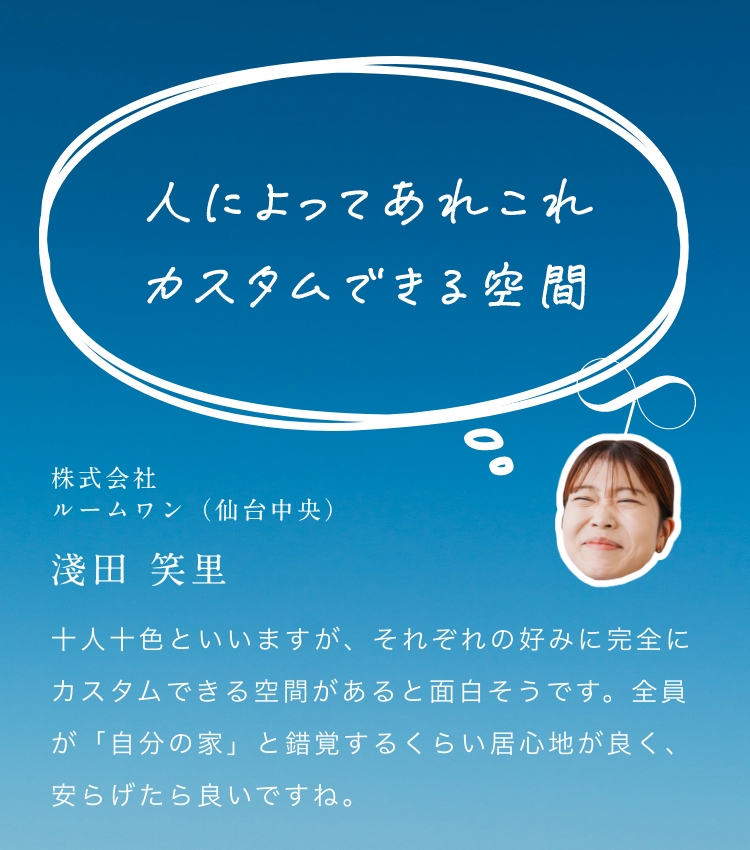 人によってあれこれ
カスタムできる空間
株式会社
ルームワン（仙台中央）
淺田 笑里
十人十色といいますが、それぞれの好みに完全に
カスタムできる空間があると面白そうです。全員
が「自分の家」と錯覚するくらい居心地が良く、
安らげたら良いですね。